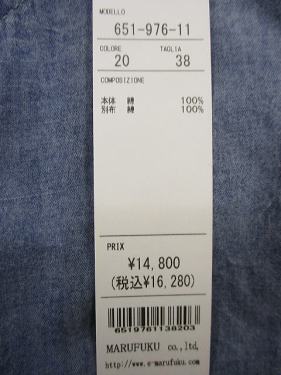 MODELLO
651-976-11
COLORE TAGLIA
20 38
COMPOSIZIONE
本体 綿 100%
別布 綿 100%
PRIX
¥14,800
(税込¥16,280)
6519761138203
MARUFUKU co.,ltd.
http://www.e-marufuku.com/